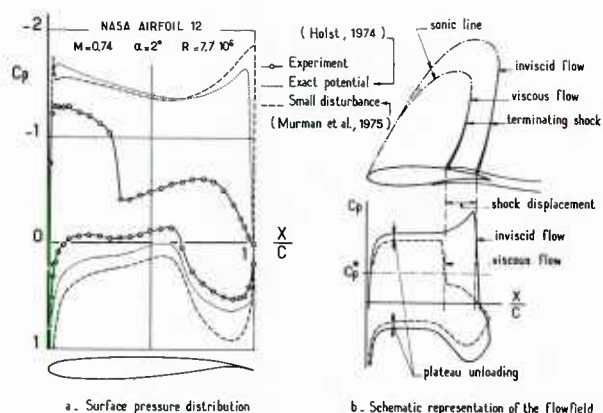 NASA AIRFOIL 12
M=0,74 α=2° R=7,7 10⁶
-2
Cp
-1
0
1
1
X/C
(Holst, 1974)
Experiment
Exact potential
Small disturbance
(Murman et al., 1975)
a_ Surface pressure distribution
sonic line
inviscid flow
viscous flow
terminating shock
shock displacement
Cp
inviscid flow
viscous flow
Cp*
X/C
plateau unloading
b_ Schematic representation of the flowfield